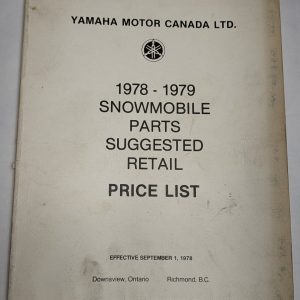 YAMAHA MOTOR CANADA LTD.
1978 - 1979
SNOWMOBILE
PARTS
SUGGESTED
RETAIL
PRICE LIST
EFFECTIVE SEPTEMBER 1, 1978
Downsview, Ontario Richmond, B.C.